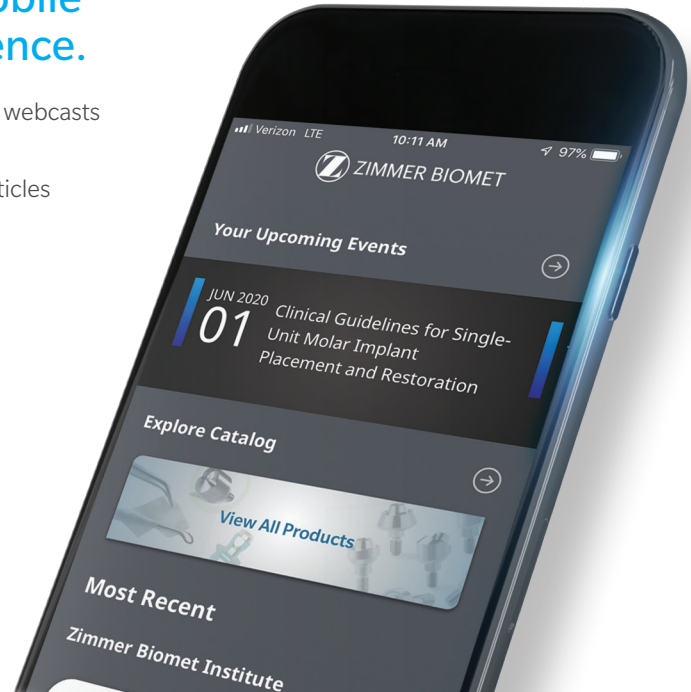 obile
ence.
webcasts
ticles
Verizon LTE
10:11 AM
97%
ZIMMER BIOMET
Your Upcoming Events
JUN 2020
01
Clinical Guidelines for Single-
Unit Molar Implant
Placement and Restoration
Explore Catalog
View All Products
Most Recent
Zimmer Biomet Institute